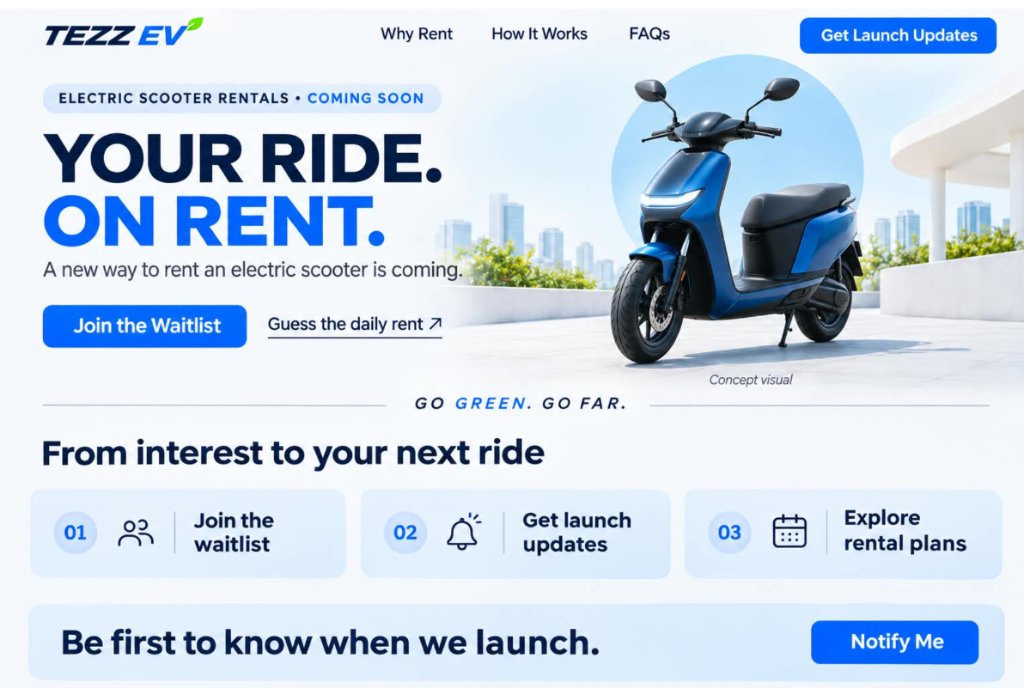 TEZZ EV
Why Rent
How It Works
FAQs
Get Launch Updates
ELECTRIC SCOOTER RENTALS • COMING SOON
YOUR RIDE.
ON RENT.
A new way to rent an electric scooter is coming.
Join the Waitlist
Guess the daily rent ↗
Concept visual
GO GREEN. GO FAR.
From interest to your next ride
01
Join the
waitlist
02
Get launch
updates
03
Explore
rental plans
Be first to know when we launch.
Notify Me